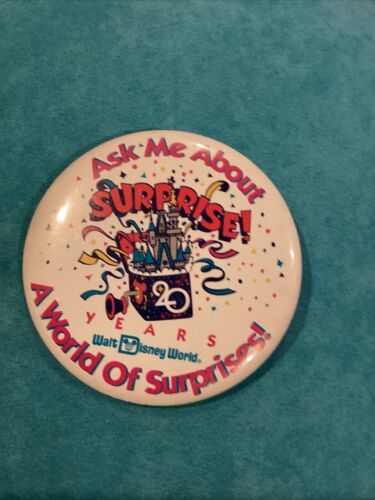 Ask Me About
SURPRISE!
20
YEARS
Walt Disney World®
A World Of Surprises!